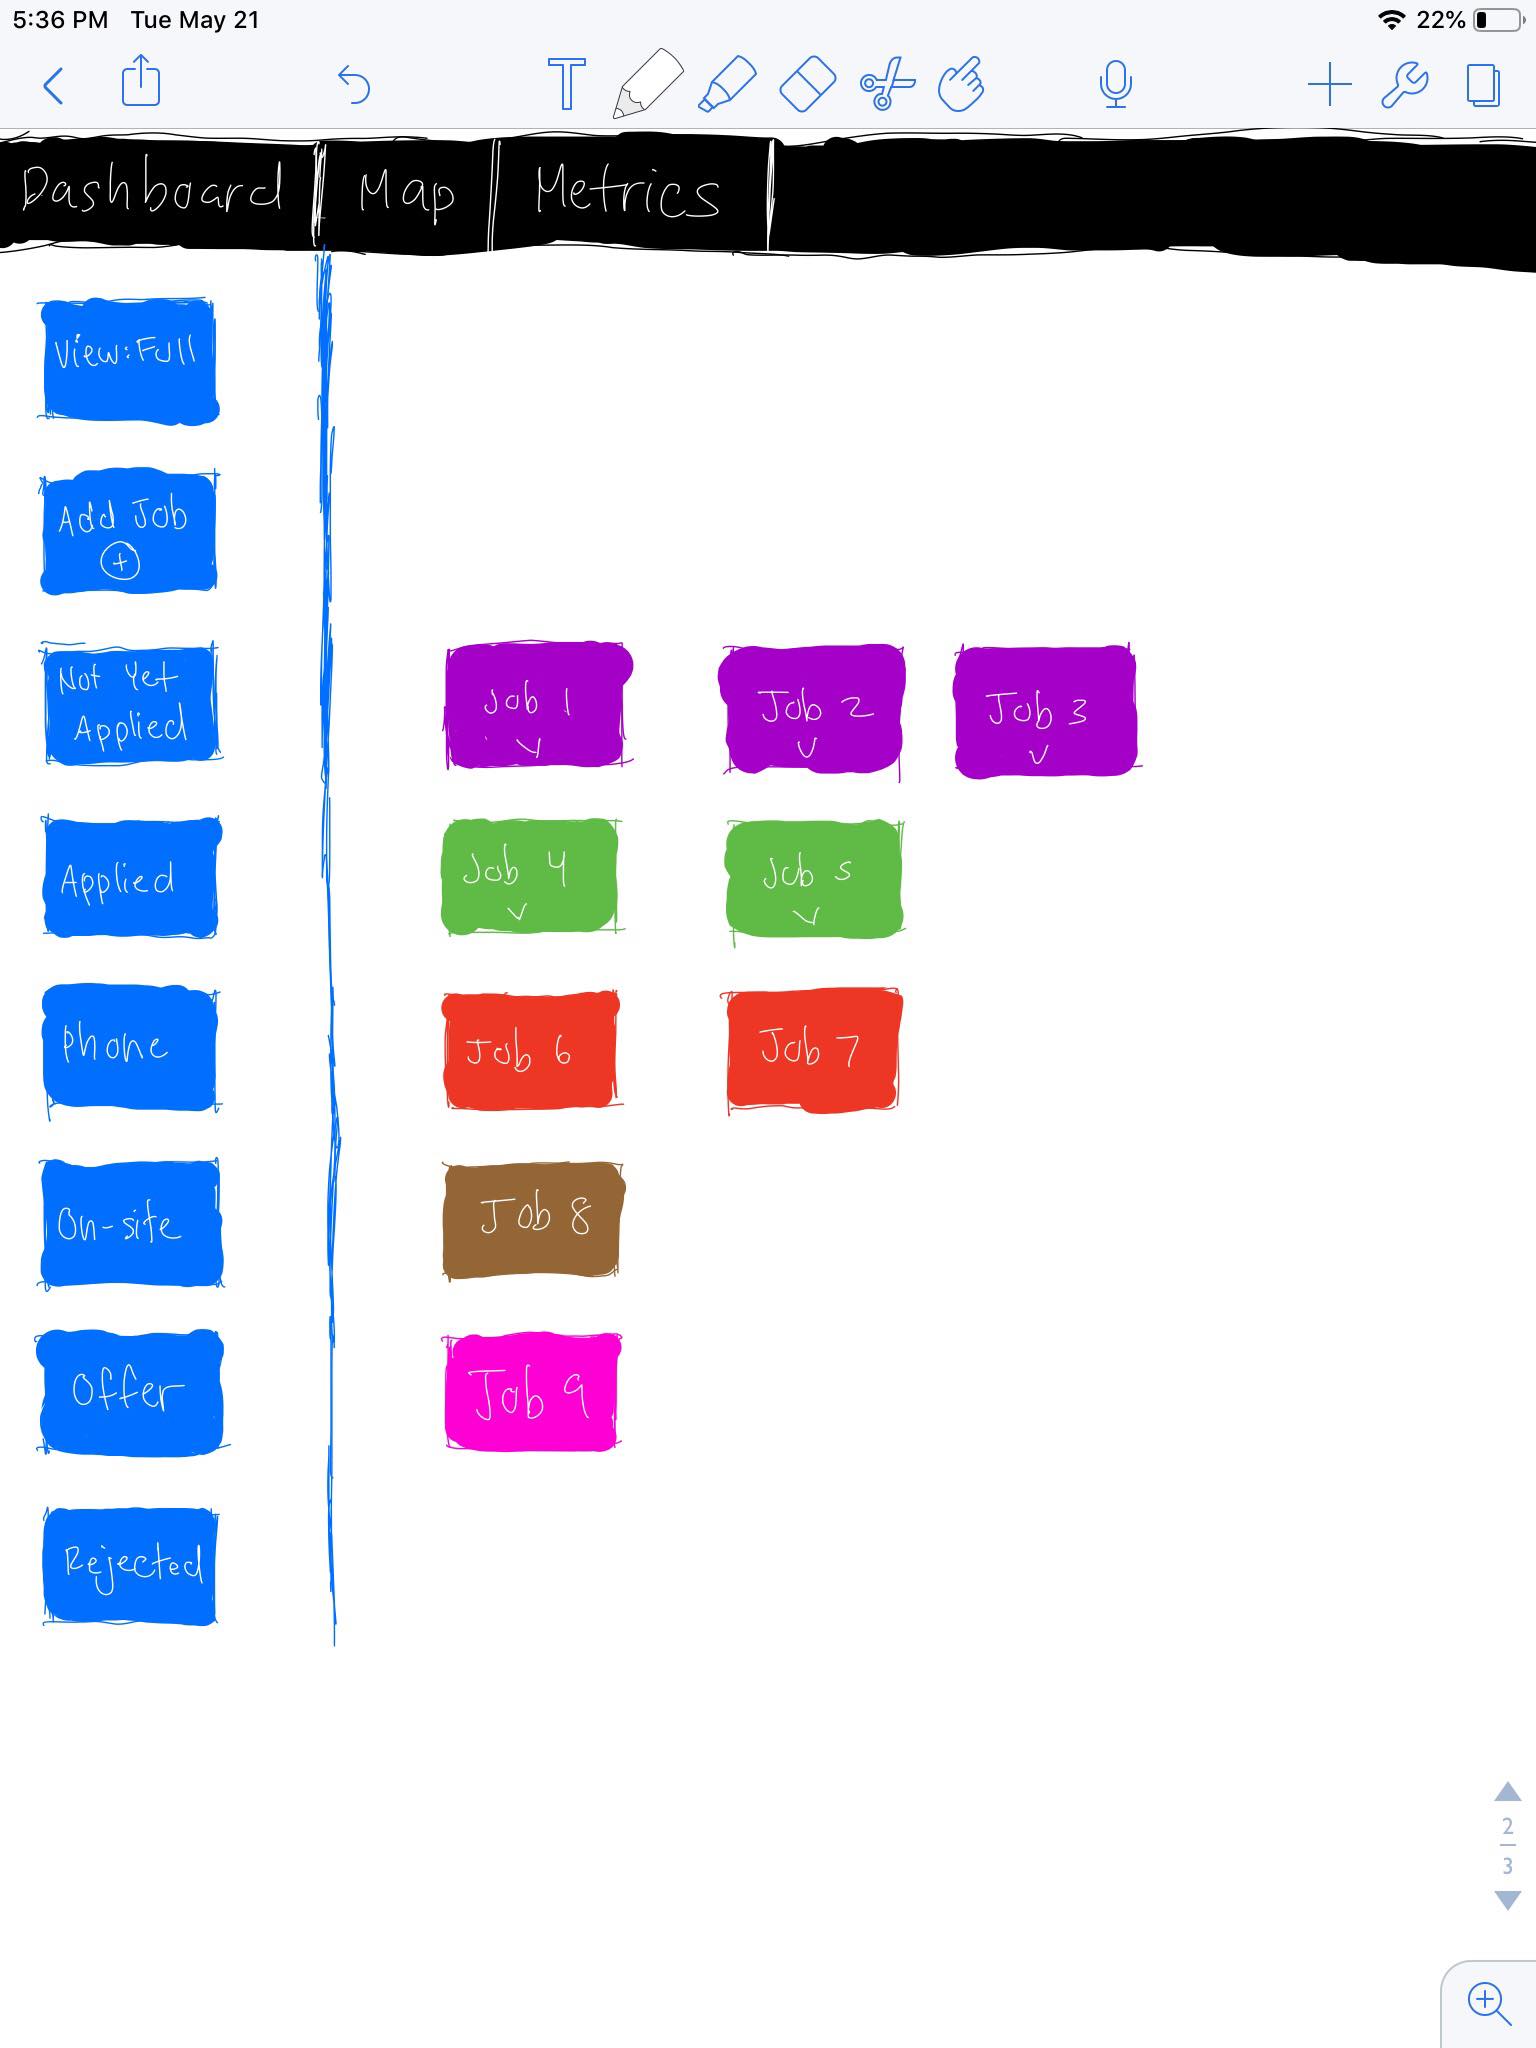 5:36 PM Tue May 21 22%
Dashboard Map Metrics
View: Full
Add Job
+
Not Yet
Applied
Job 1
Job 2
Job 3
Applied
Job 4
Job 5
Phone
Job 6
Job 7
On-site
Job 8
Offer
Job 9
Rejected
2
3